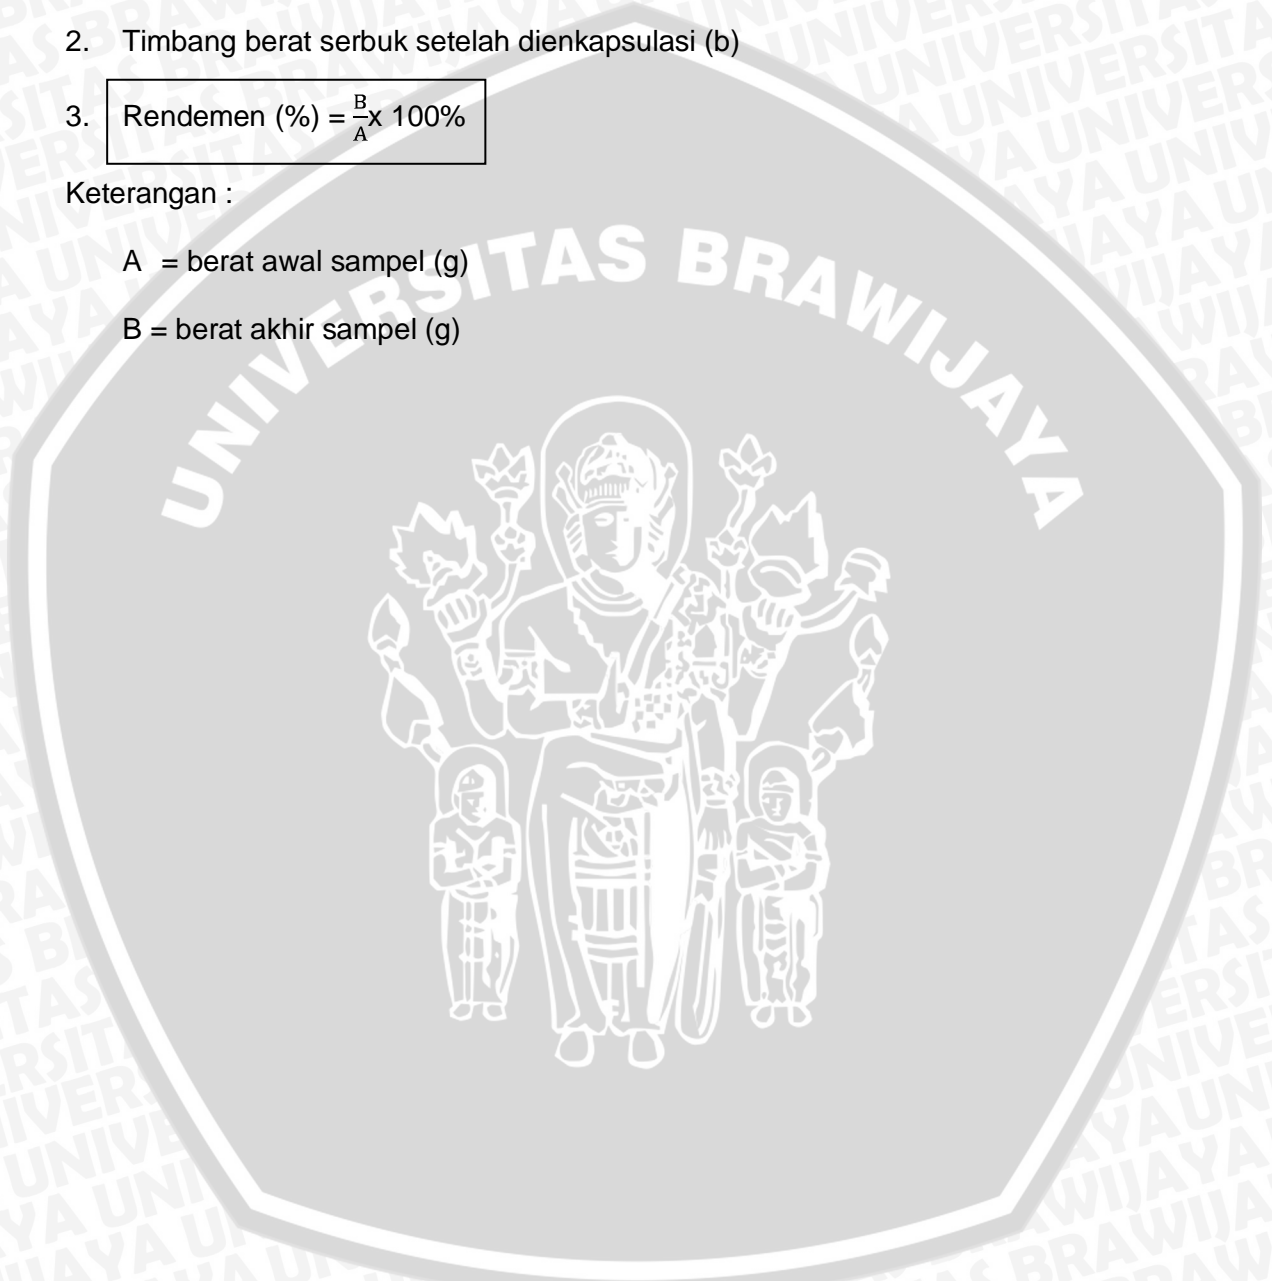 2. Timbang berat serbuk setelah dienkapsulasi (b)
3. Rendemen (%) = B/A x 100%
Keterangan :
A = berat awal sampel (g)
B = berat akhir sampel (g)
UNIVERSITAS BRAWIJAYA